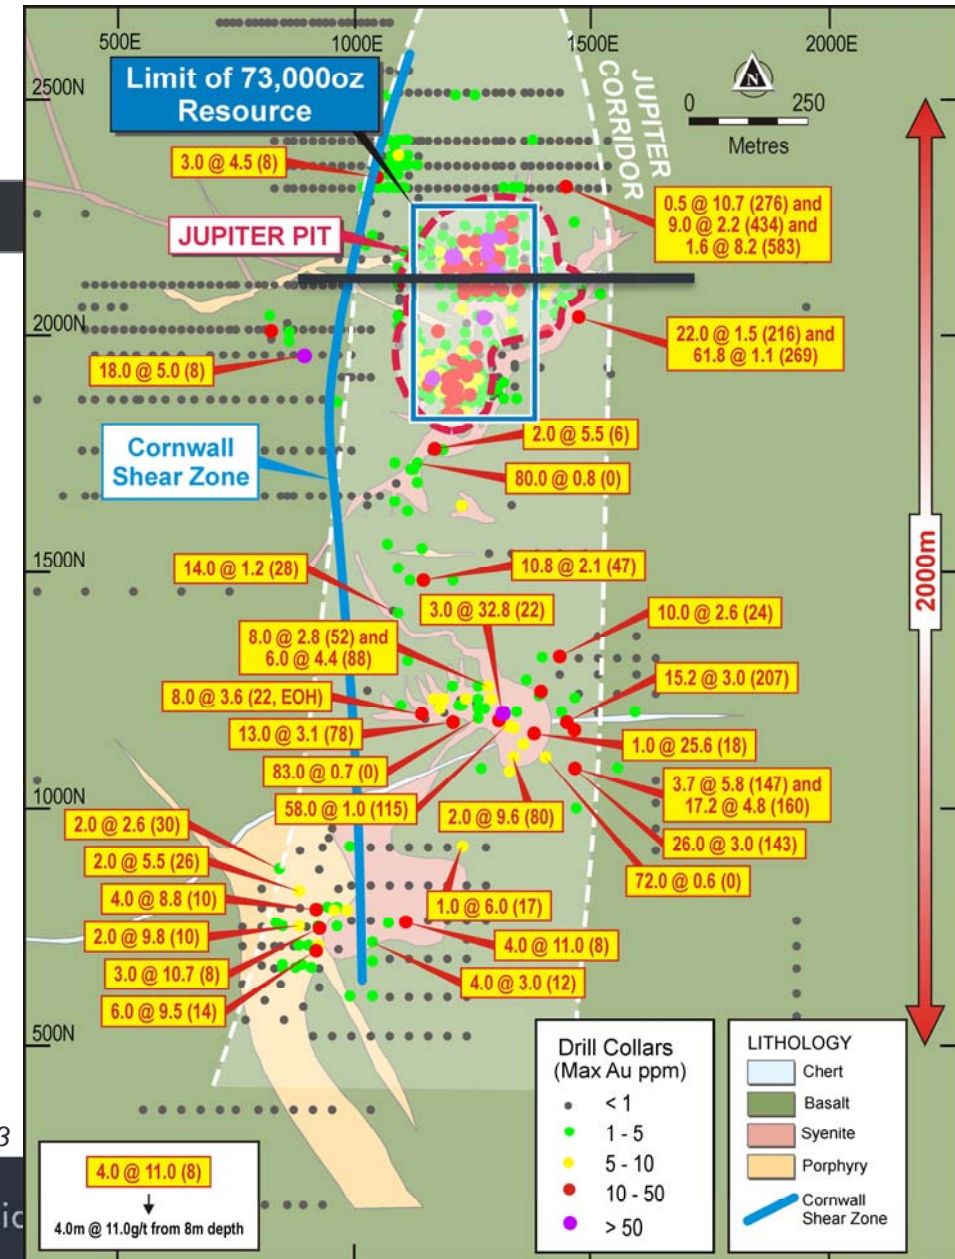 500E
1000E
1500E
2000E
2500N
Limit of 73,000oz
Resource
JUPITER
CORRIDOR
N
0
250
Metres
3.0 @ 4.5 (8)
0.5 @ 10.7 (276) and
9.0 @ 2.2 (434) and
1.6 @ 8.2 (583)
JUPITER PIT
2000N
22.0 @ 1.5 (216) and
61.8 @ 1.1 (269)
18.0 @ 5.0 (8)
2.0 @ 5.5 (6)
Cornwall
Shear Zone
80.0 @ 0.8 (0)
2000m
1500N
14.0 @ 1.2 (28)
10.8 @ 2.1 (47)
3.0 @ 32.8 (22)
10.0 @ 2.6 (24)
8.0 @ 2.8 (52) and
6.0 @ 4.4 (88)
15.2 @ 3.0 (207)
8.0 @ 3.6 (22, EOH)
13.0 @ 3.1 (78)
1.0 @ 25.6 (18)
83.0 @ 0.7 (0)
3.7 @ 5.8 (147) and
17.2 @ 4.8 (160)
58.0 @ 1.0 (115)
2.0 @ 9.6 (80)
1000N
2.0 @ 2.6 (30)
26.0 @ 3.0 (143)
2.0 @ 5.5 (26)
72.0 @ 0.6 (0)
4.0 @ 8.8 (10)
1.0 @ 6.0 (17)
2.0 @ 9.8 (10)
4.0 @ 11.0 (8)
3.0 @ 10.7 (8)
4.0 @ 3.0 (12)
6.0 @ 9.5 (14)
500N
Drill Collars
(Max Au ppm)
< 1
1 - 5
5 - 10
10 - 50
> 50
LITHOLOGY
Chert
Basalt
Syenite
Porphyry
Cornwall
Shear Zone
3
4.0 @ 11.0 (8)
4.0m @ 11.0g/t from 8m depth
ic